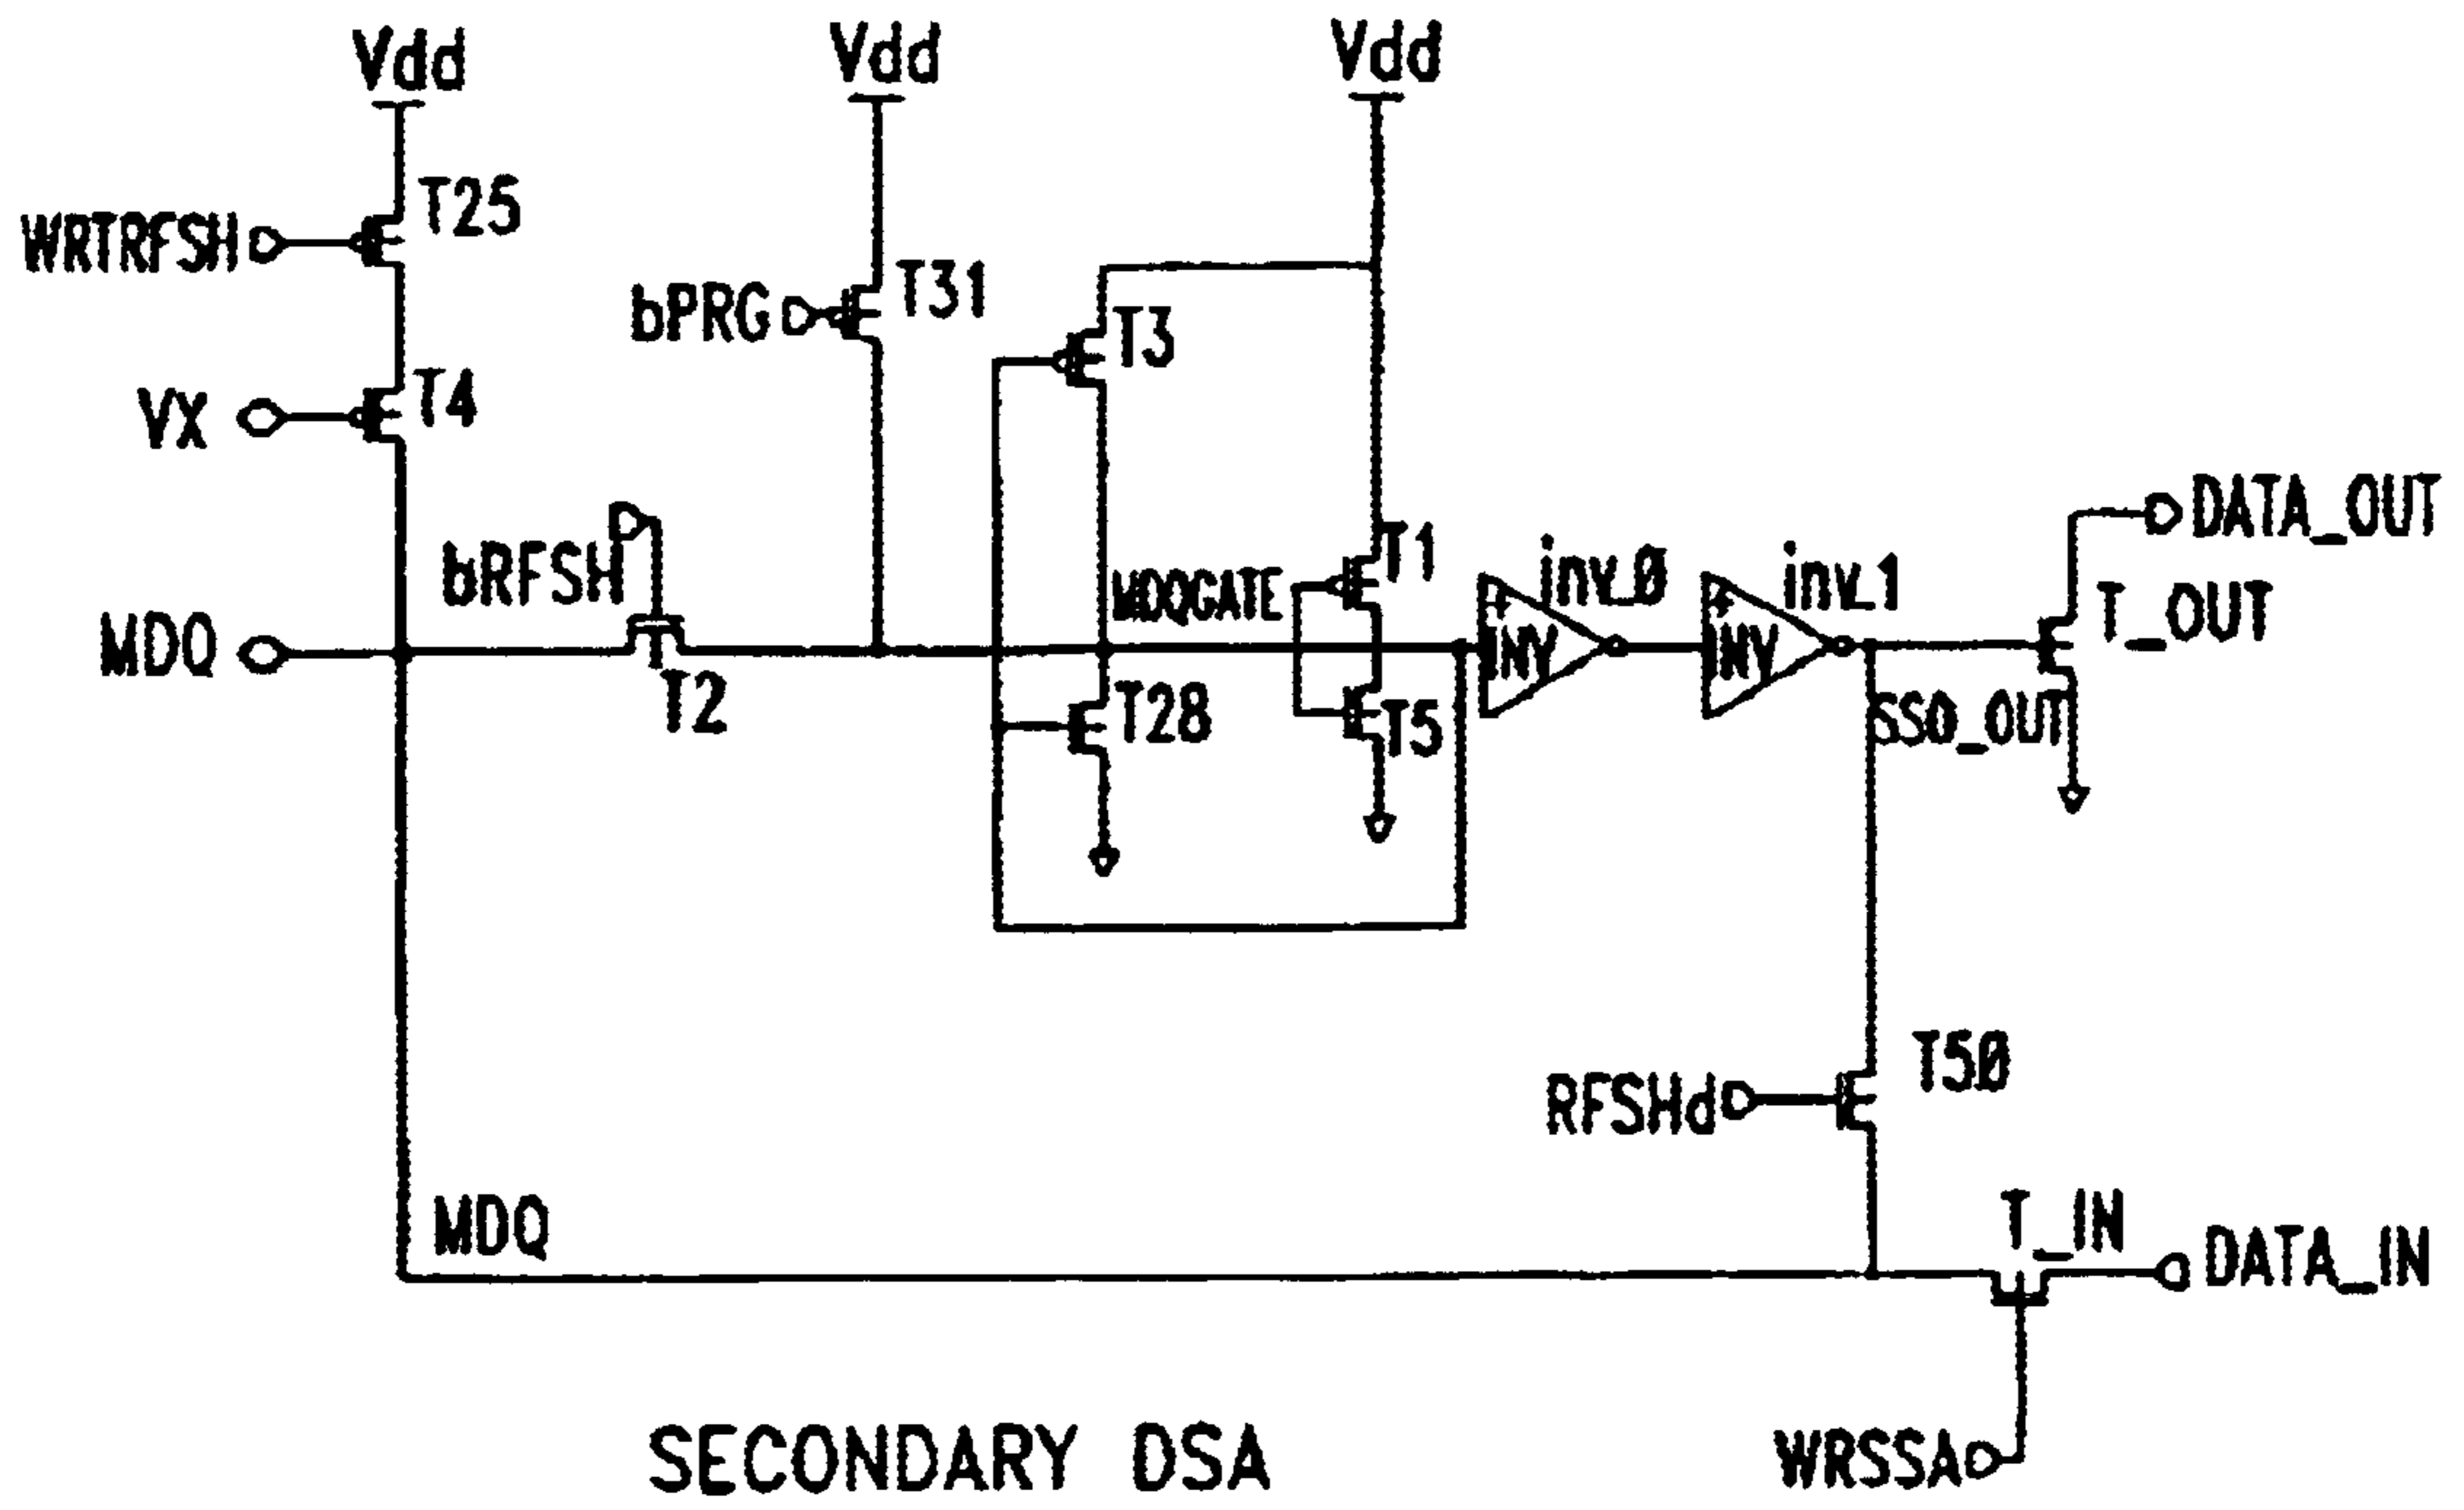 Vdd
Vdd
Vdd
T25
WRTRFSH
T31
bPRG
T3
T4
VX
DATA_OUT
T1
bRFSH
MDQGATE
inv_0
inv_1
T_OUT
MDQ
INV
INV
T2
T28
T5
SSO_OUT
T50
RFSHd
MDQ
T_IN
DATA_IN
SECONDARY DSA
WRSSA